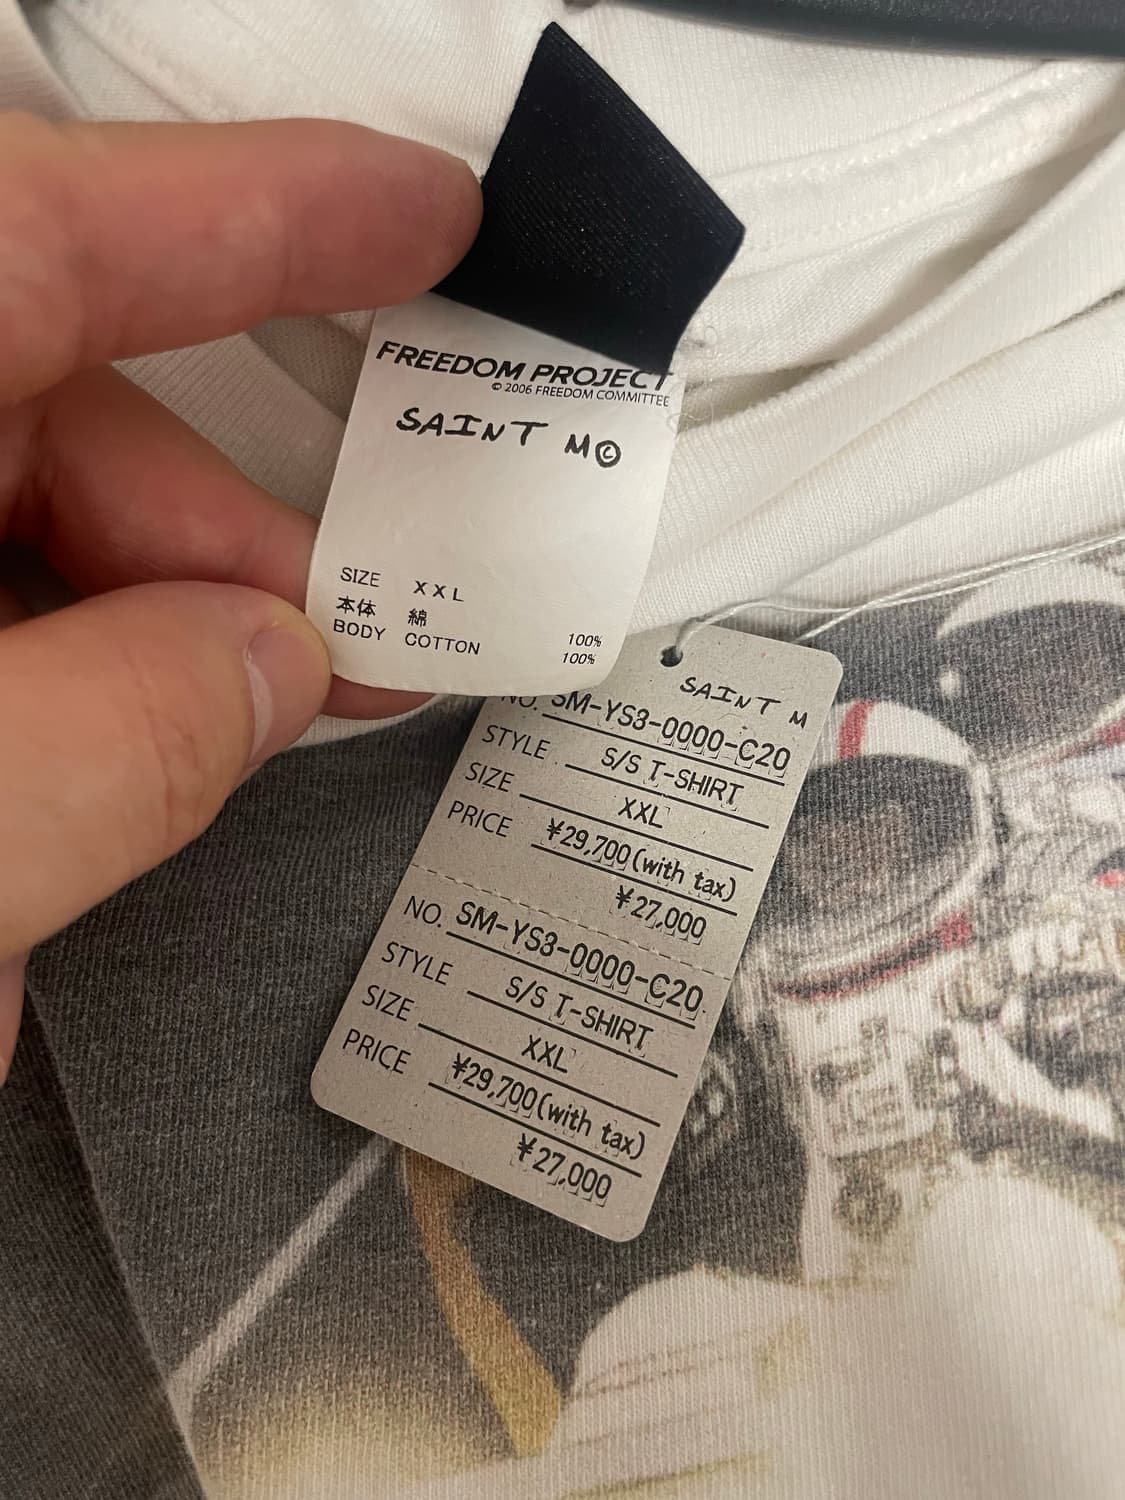 FREEDOM PROJECT
© 2006 FREEDOM COMMITTEE
SAINT M©
SIZE XXL
本体 綿 100%
BODY COTTON 100%
SAINT M
NO. SM-YS3-0000-C20
STYLE S/S T-SHIRT
SIZE XXL
PRICE ¥29,700(with tax)
¥27,000
NO. SM-YS3-0000-C20
STYLE S/S T-SHIRT
SIZE XXL
PRICE ¥29,700(with tax)
¥27,000